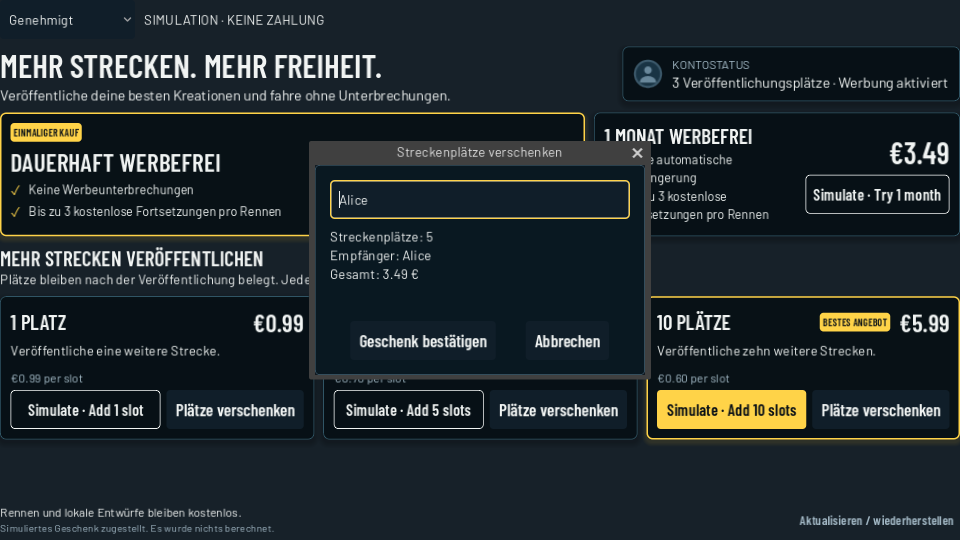 Genehmigt
SIMULATION · KEINE ZAHLUNG
MEHR STRECKEN. MEHR FREIHEIT.
Veröffentliche deine besten Kreationen und fahre ohne Unterbrechungen.
KONTOSTATUS
3 Veröffentlichungsplätze · Werbung aktiviert
EINMALIGER KAUF
DAUERHAFT WERBEFREI
✓ Keine Werbeunterbrechungen
✓ Bis zu 3 kostenlose Fortsetzungen pro Rennen
1 MONAT WERBEFREI
automatische
€3.49
3 kostenlose
pro Rennen
Simulate · Try 1 month
Streckenplätze verschenken
Alice
Streckenplätze: 5
Empfänger: Alice
Gesamt: 3.49 €
Geschenk bestätigen
Abbrechen
MEHR STRECKEN VERÖFFENTLICHEN
Plätze bleiben nach der Veröffentlichung belegt. Jede
1 PLATZ
€0.99
Veröffentliche eine weitere Strecke.
€0.99 per slot
Simulate · Add 1 slot
Plätze verschenken
per slot
Simulate · Add 5 slots
Plätze verschenken
10 PLÄTZE
BESTES ANGEBOT
€5.99
Veröffentliche zehn weitere Strecken.
€0.60 per slot
Simulate · Add 10 slots
Plätze verschenken
Rennen und lokale Entwürfe bleiben kostenlos.
Simuliertes Geschenk zugestellt. Es wurde nichts berechnet.
Aktualisieren / wiederherstellen